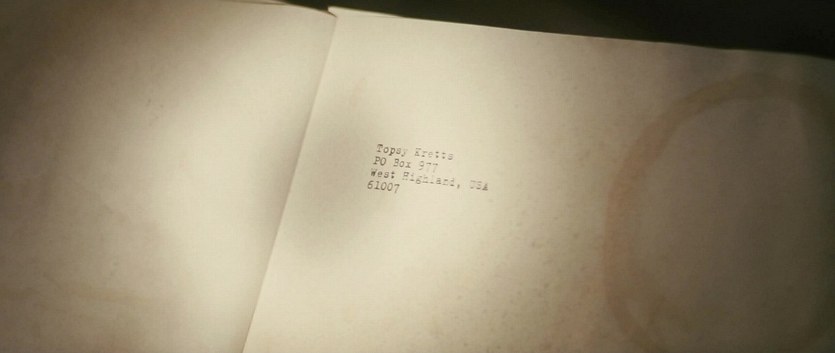 Topsy Kretts
PO Box 977
West Highland, USA
61007